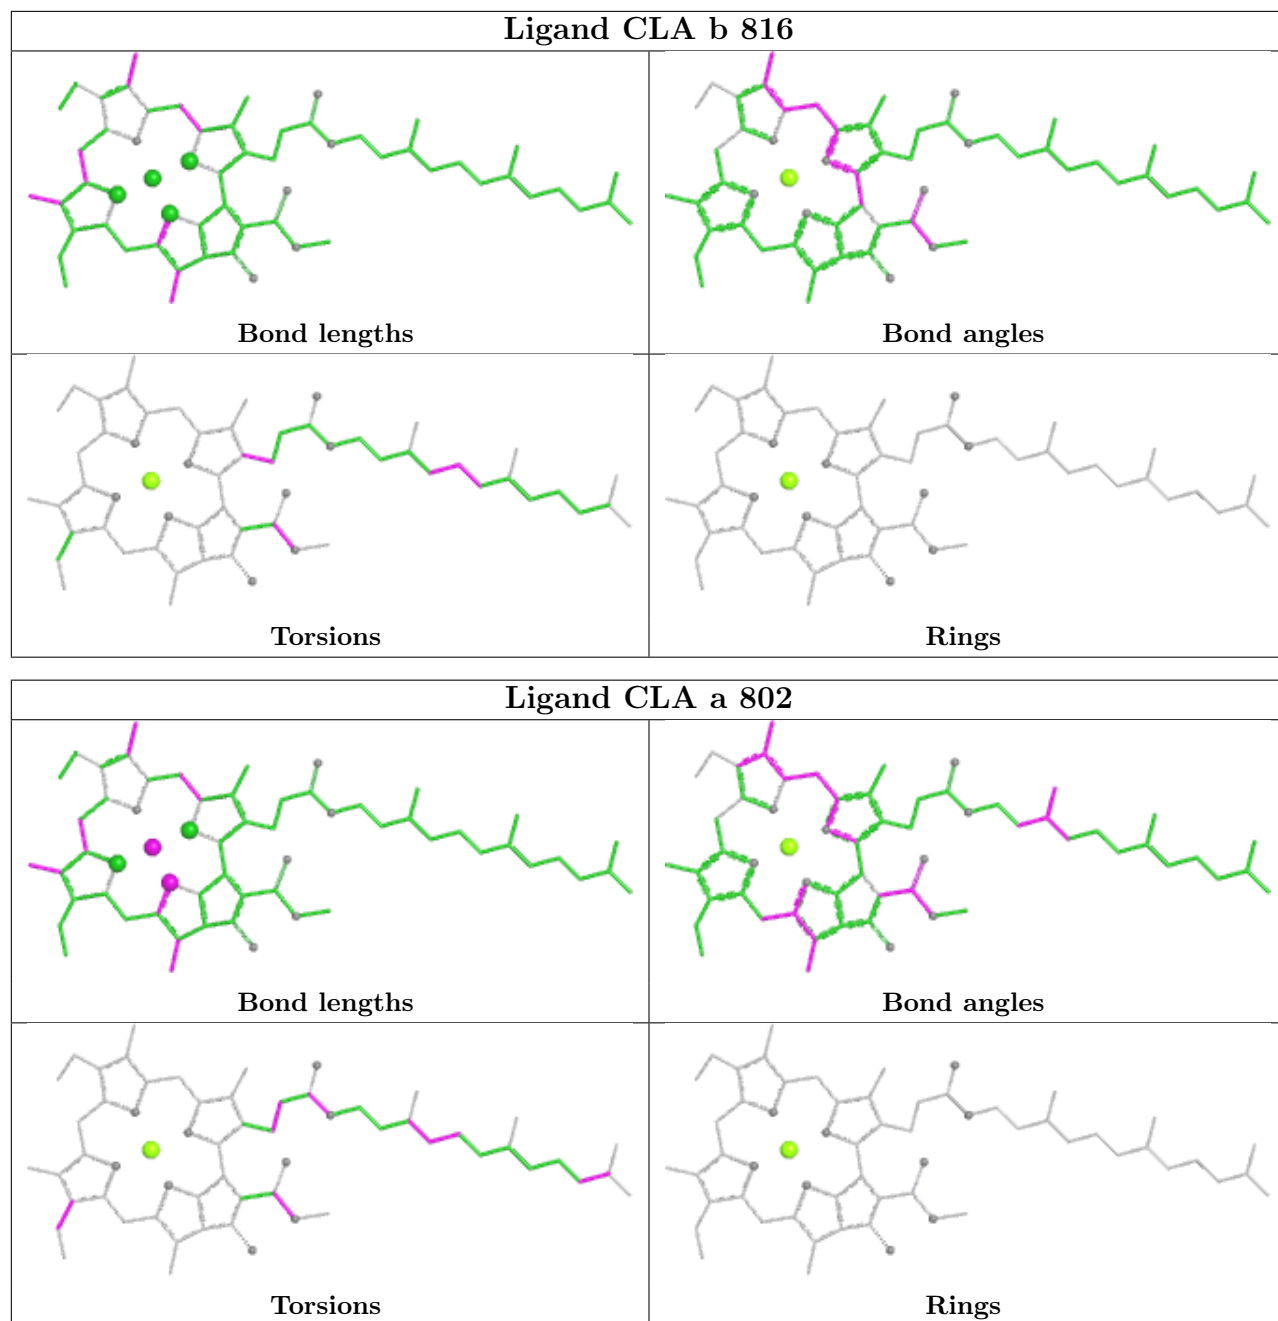 Ligand CLA b 816
Bond lengths
Bond angles
Torsions
Rings
Ligand CLA a 802
Bond lengths
Bond angles
Torsions
Rings